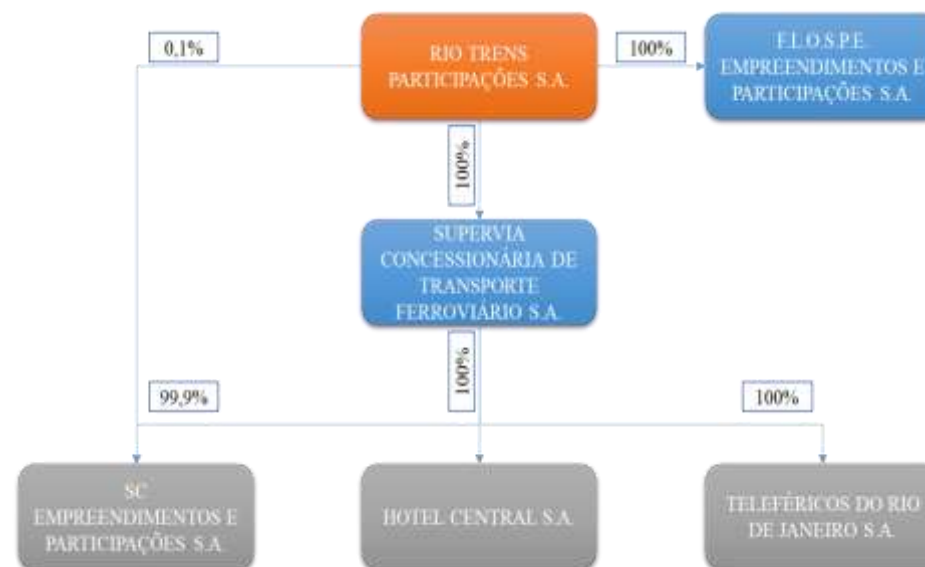 0,1%
RIO TRENS
PARTICIPAÇÕES S.A.
100%
F.L.O.S.P.E.
EMPREENDIMENTOS E
PARTICIPAÇÕES S.A.
100%
SUPERVIA
CONCESSIONÁRIA DE
TRANSPORTE
FERROVIÁRIO S.A.
100%
99,9%
100%
SC
EMPREENDIMENTOS E
PARTICIPAÇÕES S.A.
HOTEL CENTRAL S.A.
TELEFÉRICOS DO RIO
DE JANEIRO S.A.